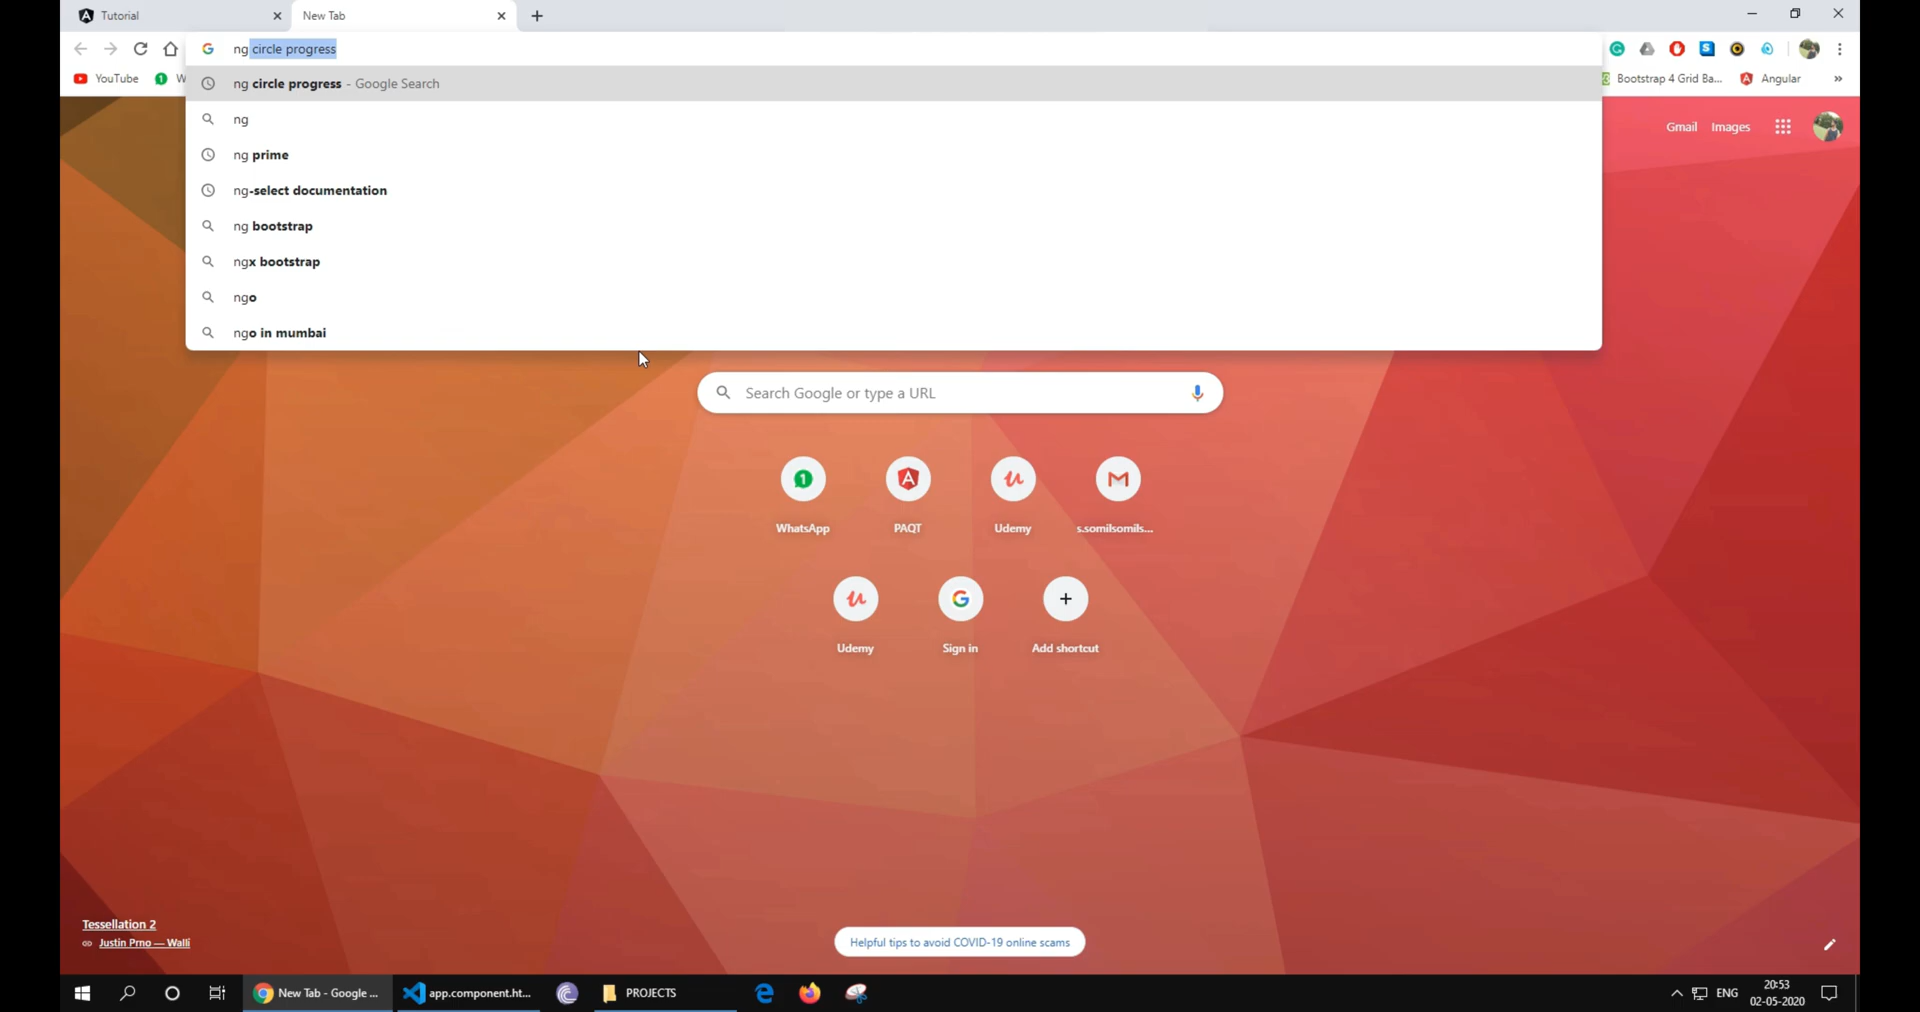 Tutorial
New Tab
ng circle progress
YouTube
W
Bootstrap 4 Grid Ba...
Angular
»
ng circle progress - Google Search
ng
ng prime
ng-select documentation
ng bootstrap
ngx bootstrap
ngo
ngo in mumbai
Gmail Images
Search Google or type a URL
WhatsApp
PAQT
Udemy
s.somilsomils...
Udemy
Sign in
Add shortcut
Tessellation 2
Justin Prno — Walli
Helpful tips to avoid COVID-19 online scams
New Tab - Google ...
app.component.ht...
PROJECTS
ENG
20:53
02-05-2020